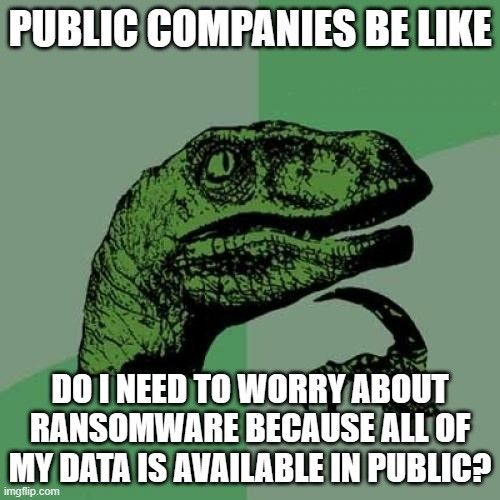 PUBLIC COMPANIES BE LIKE
DO I NEED TO WORRY ABOUT
RANSOMWARE BECAUSE ALL OF
MY DATA IS AVAILABLE IN PUBLIC?
imgflip.com